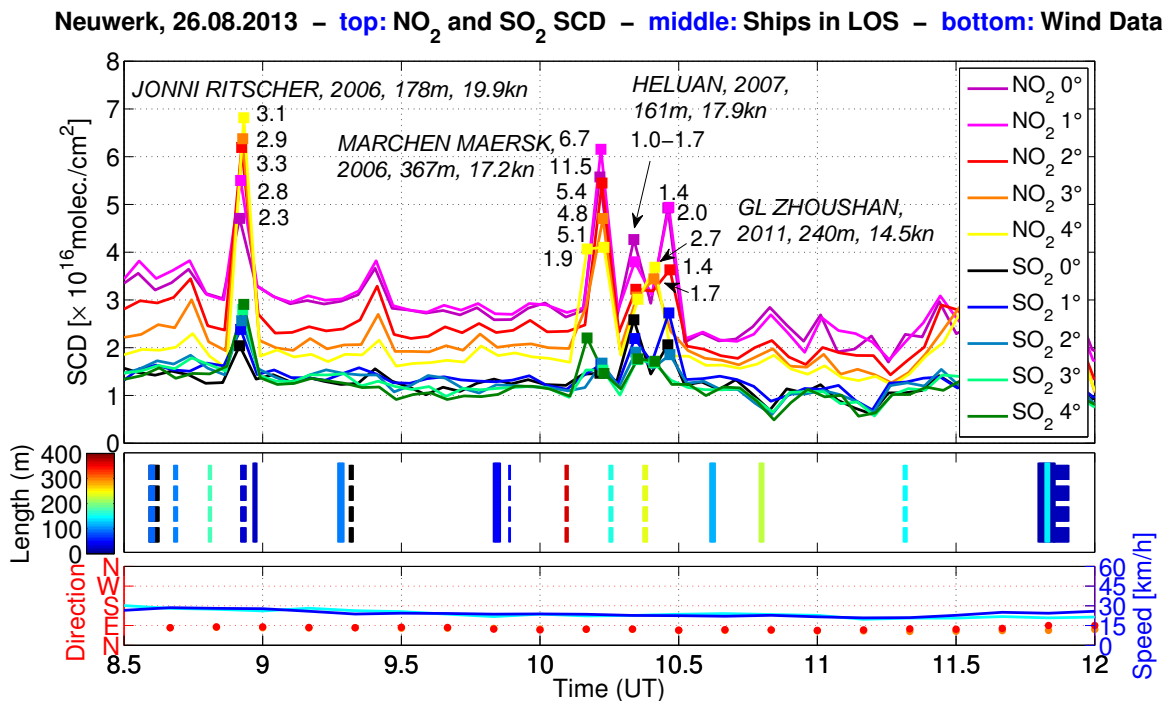 Neuwerk, 26.08.2013 – top: NO2 and SO2 SCD – middle: Ships in LOS – bottom: Wind Data
SCD [× 10^16 molec./cm^2]
8
7
6
5
4
3
2
1
0
JONNI RITSCHER, 2006, 178m, 19.9kn
3.1
2.9
3.3
2.8
2.3
MARCHEN MAERSK,
2006, 367m, 17.2kn
6.7
11.5
5.4
4.8
5.1
1.9
HELUAN, 2007,
161m, 17.9kn
1.0–1.7
GL ZHOUSHAN,
2011, 240m, 14.5kn
1.4
2.0
2.7
1.4
1.7
NO2 0°
NO2 1°
NO2 2°
NO2 3°
NO2 4°
SO2 0°
SO2 1°
SO2 2°
SO2 3°
SO2 4°
Length (m)
400
300
200
100
0
Direction
N
W
S
E
N
Speed [km/h]
60
45
30
15
0
8.5 9 9.5 10 10.5 11 11.5 12
Time (UT)